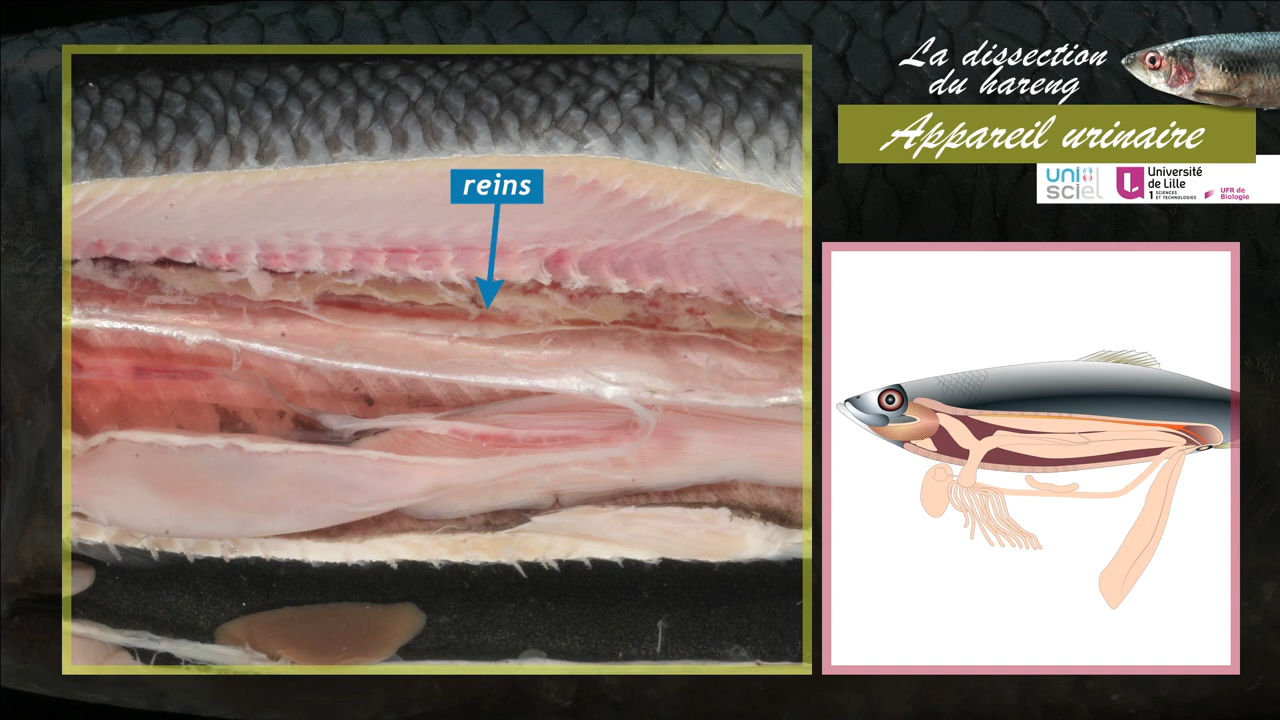 La dissection
du hareng
Appareil urinaire
uni
sciel
Université
de Lille
1 SCIENCES
ET TECHNOLOGIES
UFR de
Biologie
reins